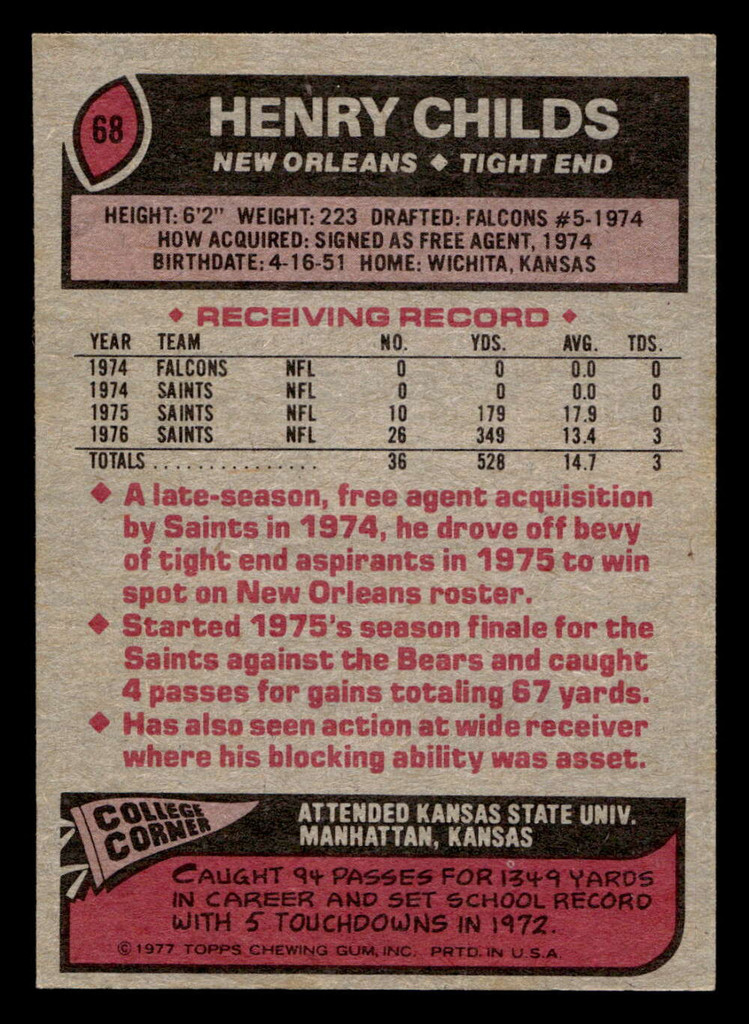 68
HENRY CHILDS
NEW ORLEANS ♦ TIGHT END
HEIGHT: 6'2" WEIGHT: 223 DRAFTED: FALCONS #5-1974
HOW ACQUIRED: SIGNED AS FREE AGENT, 1974
BIRTHDATE: 4-16-51 HOME: WICHITA, KANSAS
♦ RECEIVING RECORD ♦
YEAR TEAM NO. YDS. AVG. TDS.
1974 FALCONS NFL 0 0 0.0 0
1974 SAINTS NFL 0 0 0.0 0
1975 SAINTS NFL 10 179 17.9 0
1976 SAINTS NFL 26 349 13.4 3
TOTALS ............... 36 528 14.7 3
♦ A late-season, free agent acquisition
by Saints in 1974, he drove off bevy
of tight end aspirants in 1975 to win
spot on New Orleans roster.
♦ Started 1975's season finale for the
Saints against the Bears and caught
4 passes for gains totaling 67 yards.
♦ Has also seen action at wide receiver
where his blocking ability was asset.
COLLEGE
CORNER
ATTENDED KANSAS STATE UNIV.
MANHATTAN, KANSAS
CAUGHT 94 PASSES FOR 1349 YARDS
IN CAREER AND SET SCHOOL RECORD
WITH 5 TOUCHDOWNS IN 1972.
© 1977 TOPPS CHEWING GUM, INC. PRTD. IN U.S.A.